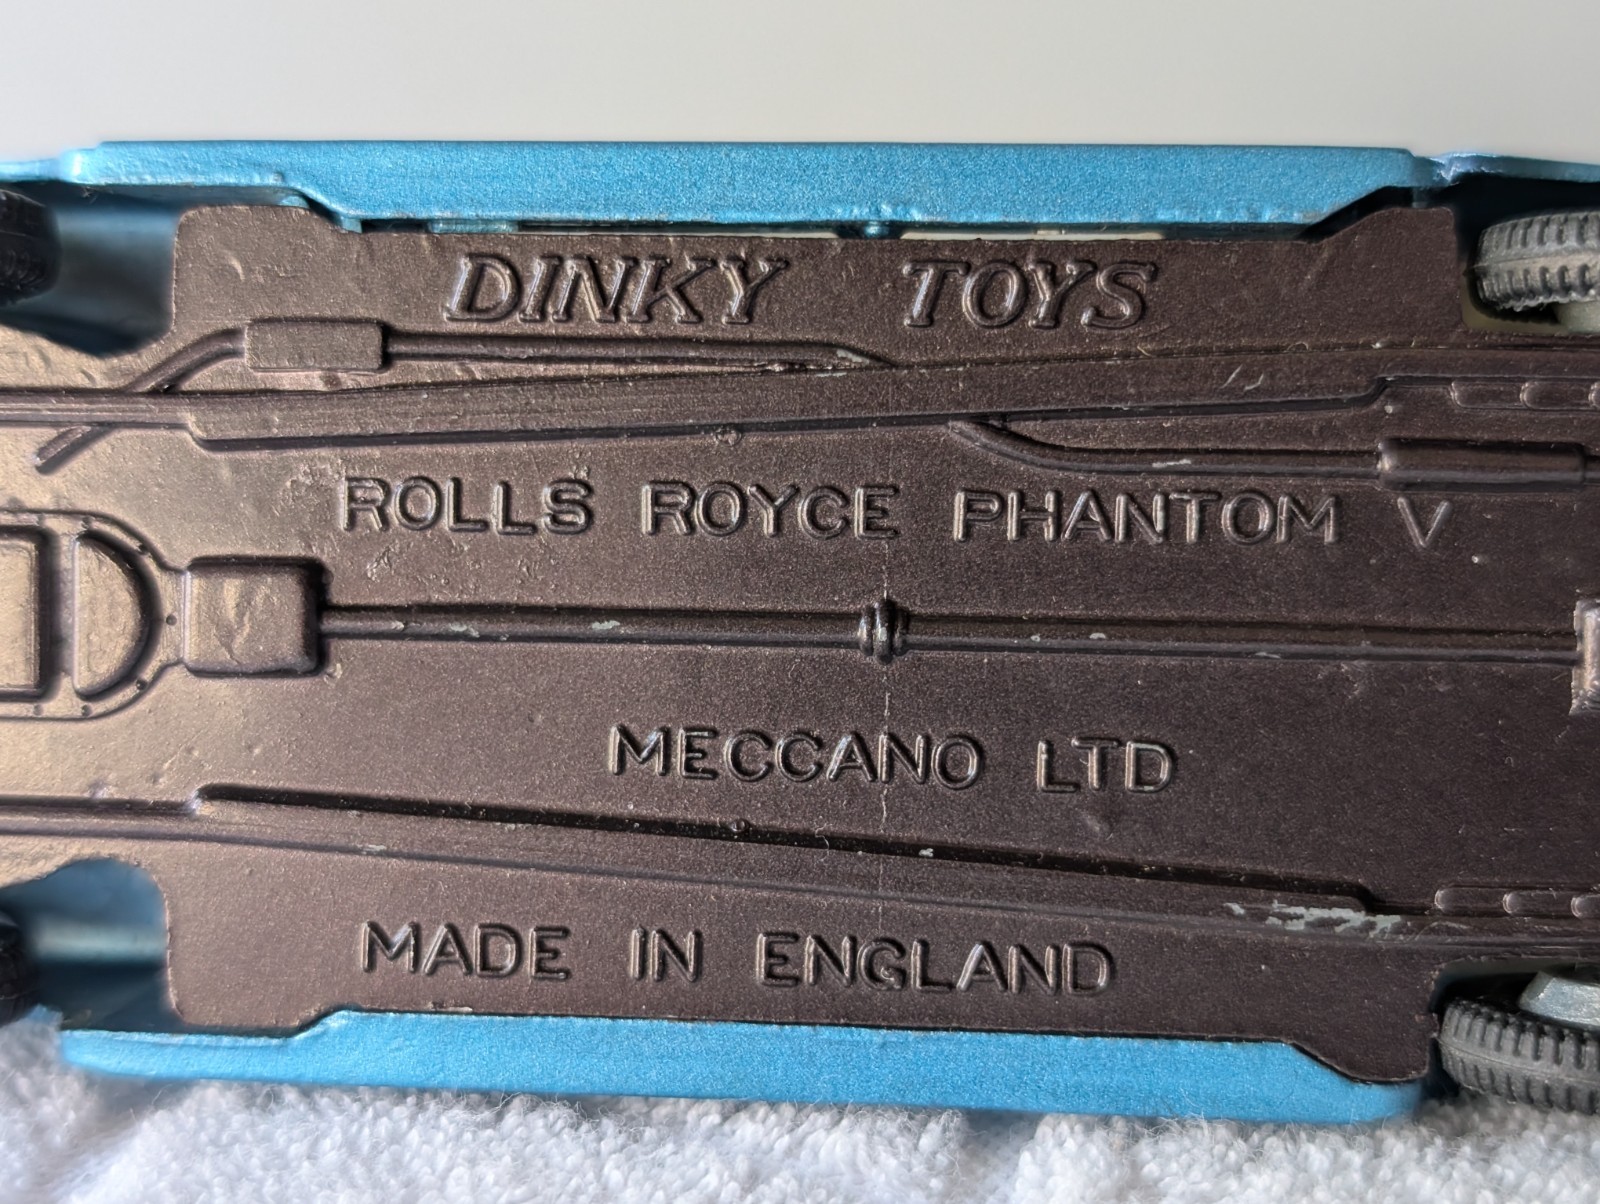 DINKY TOYS
ROLLS ROYCE PHANTOM V
MECCANO LTD
MADE IN ENGLAND